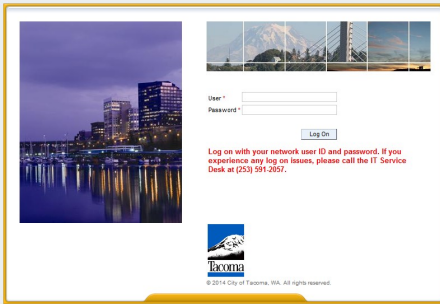 User *
Password *
Log On
Log on with your network user ID and password. If you
experience any log on issues, please call the IT Service
Desk at (253) 591-2057.
Tacoma
© 2014 City of Tacoma, WA. All rights reserved.